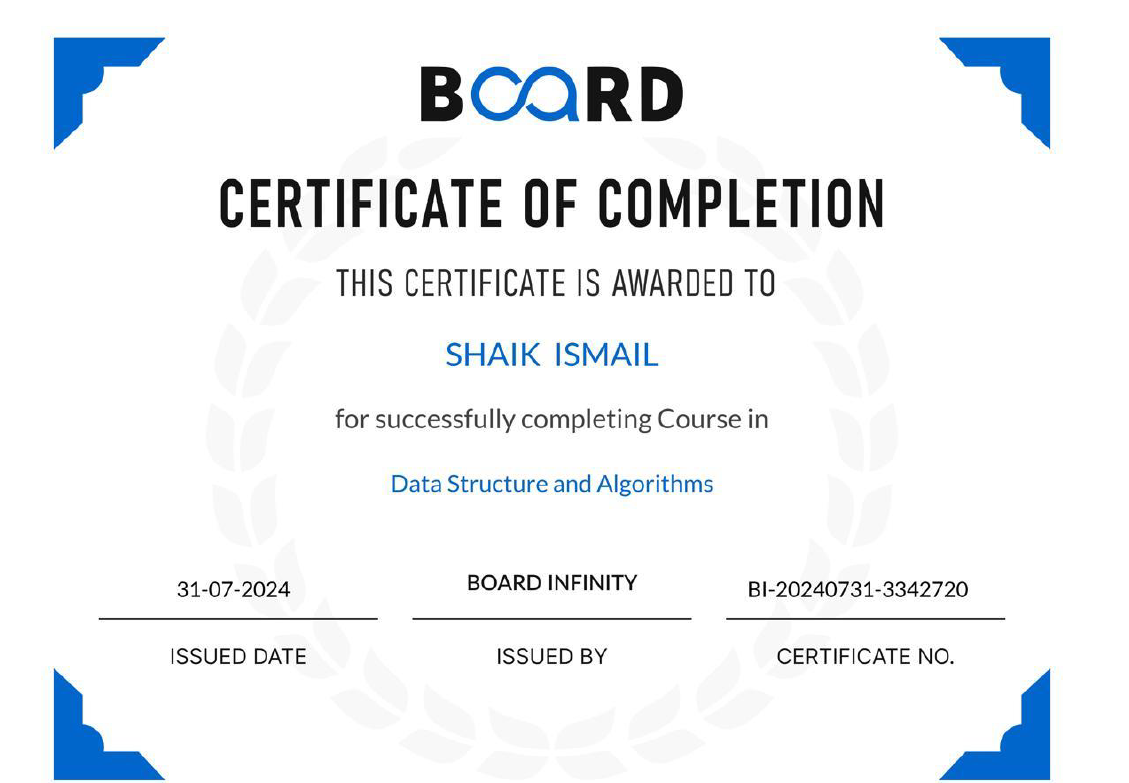 BOARD
CERTIFICATE OF COMPLETION
THIS CERTIFICATE IS AWARDED TO
SHAIK ISMAIL
for successfully completing Course in
Data Structure and Algorithms
31-07-2024
BOARD INFINITY
BI-20240731-3342720
ISSUED DATE
ISSUED BY
CERTIFICATE NO.